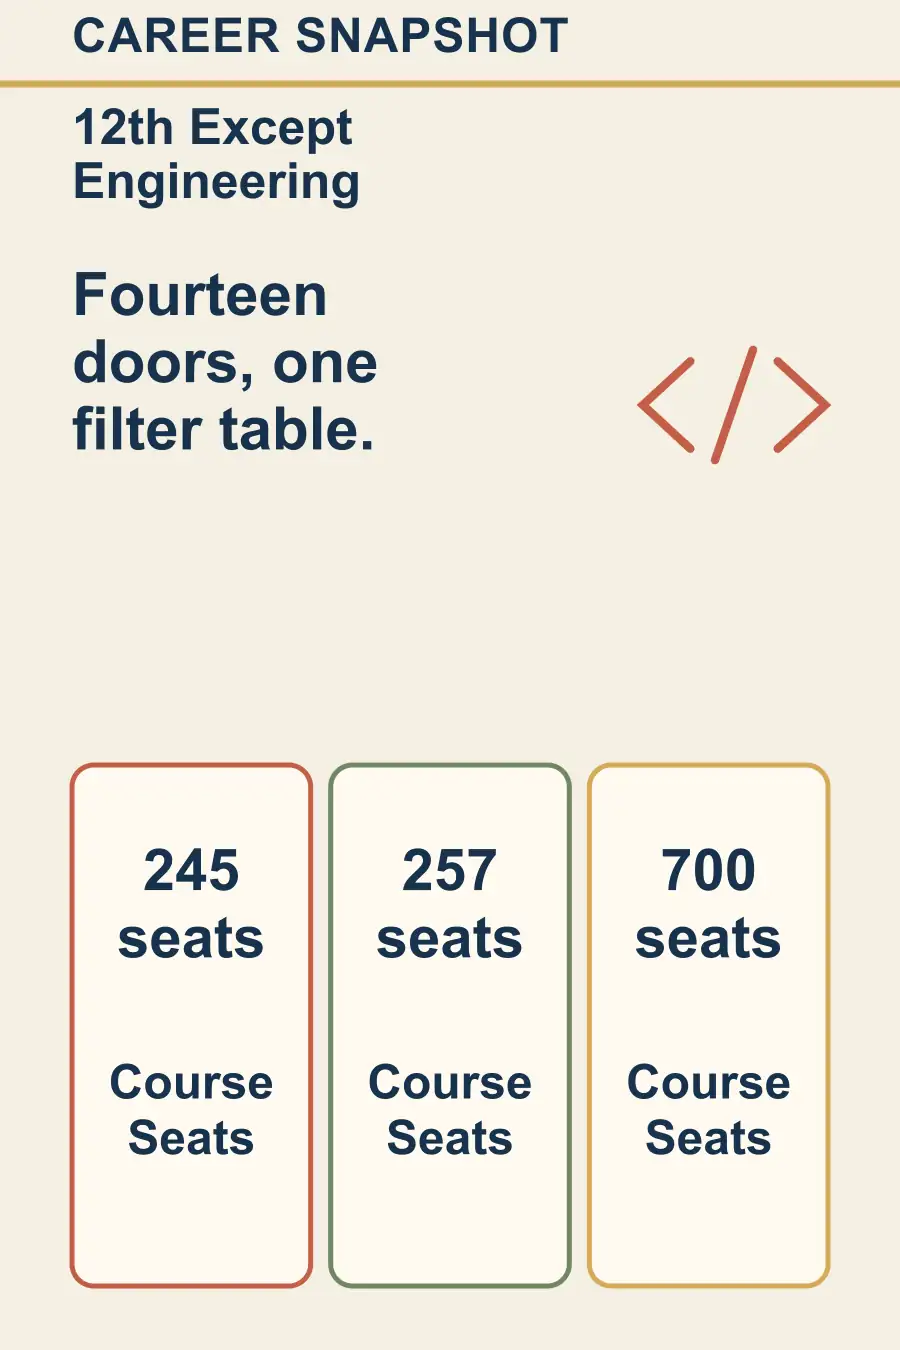 CAREER SNAPSHOT
12th Except
Engineering
Fourteen
doors, one
filter table.
245
seats
Course
Seats
257
seats
Course
Seats
700
seats
Course
Seats